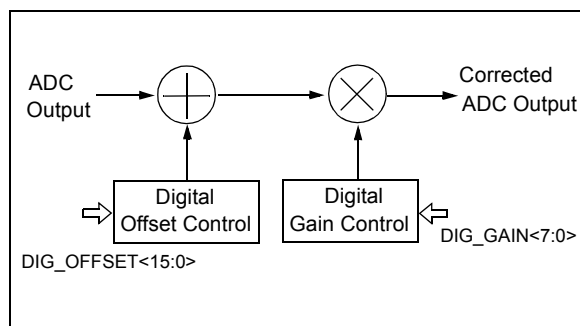 ADC
Output
Corrected
ADC Output
Digital
Offset Control
Digital
Gain Control
DIG_OFFSET<15:0>
DIG_GAIN<7:0>